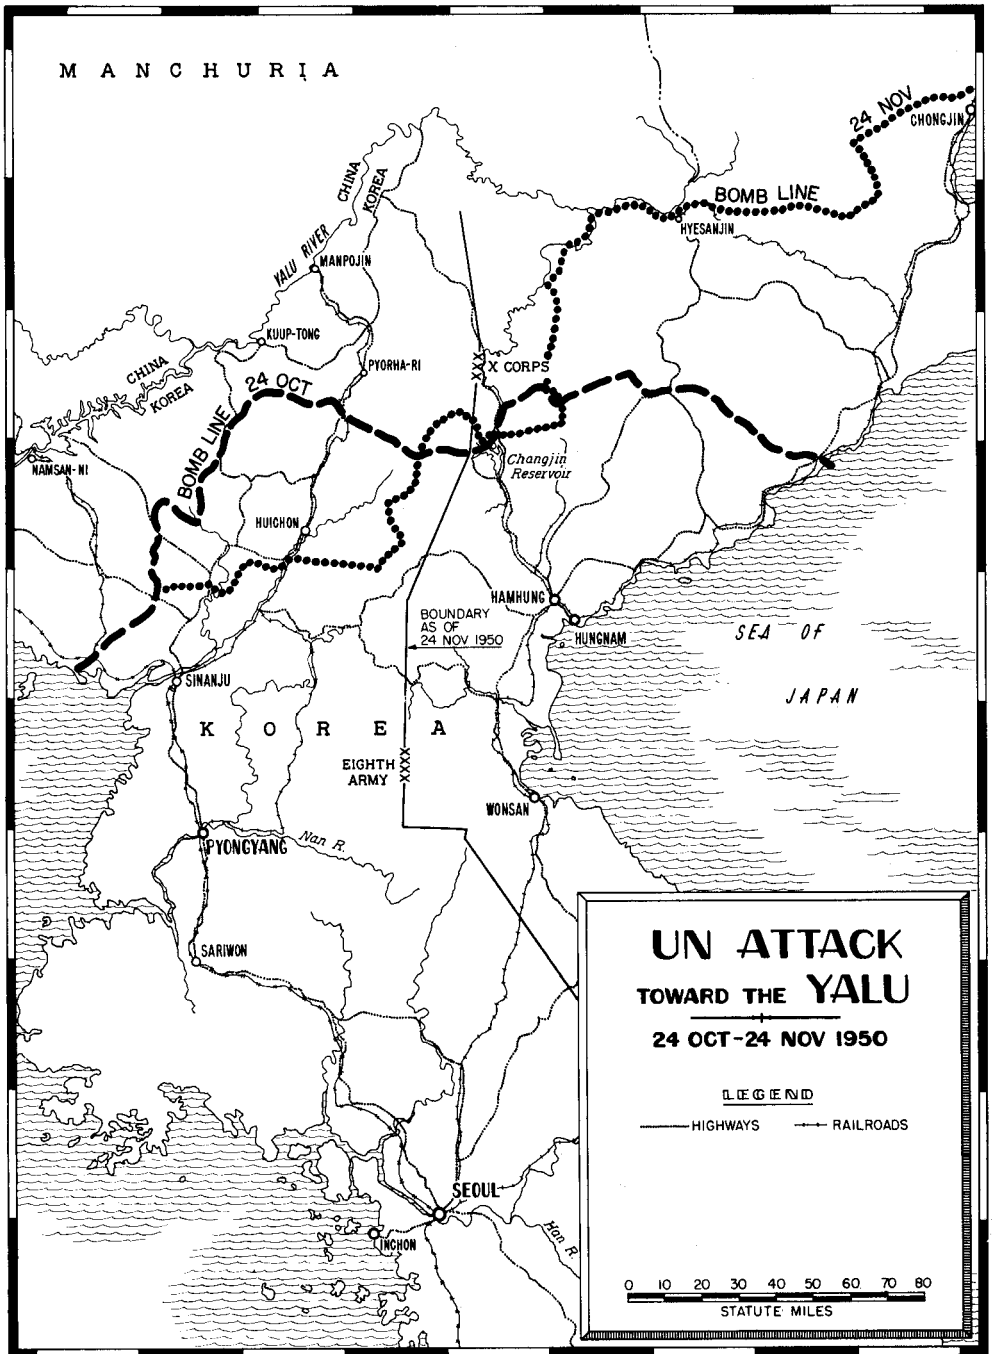 MANCHURIA
24 NOV
CHONGJIN
CHINA
KOREA
BOMB LINE
HYESANJIN
YALU RIVER
MANPOJIN
KUUP-TONG
CHINA
KOREA
PYORHA-RI
XXX
X CORPS
24 OCT
BOMB LINE
NAMSAN-NI
Changjin
Reservoir
HUICHON
HAMHUNG
HUNGNAM
BOUNDARY
AS OF
24 NOV 1950
SEA OF
JAPAN
SINANJU
KOREA
EIGHTH
ARMY
XXXX
WONSAN
PYONGYANG
Nan R.
SARIWON
SEOUL
INCHON
Han R.
UN ATTACK
TOWARD THE YALU
24 OCT-24 NOV 1950
LEGEND
HIGHWAYS
RAILROADS
0 10 20 30 40 50 60 70 80
STATUTE MILES